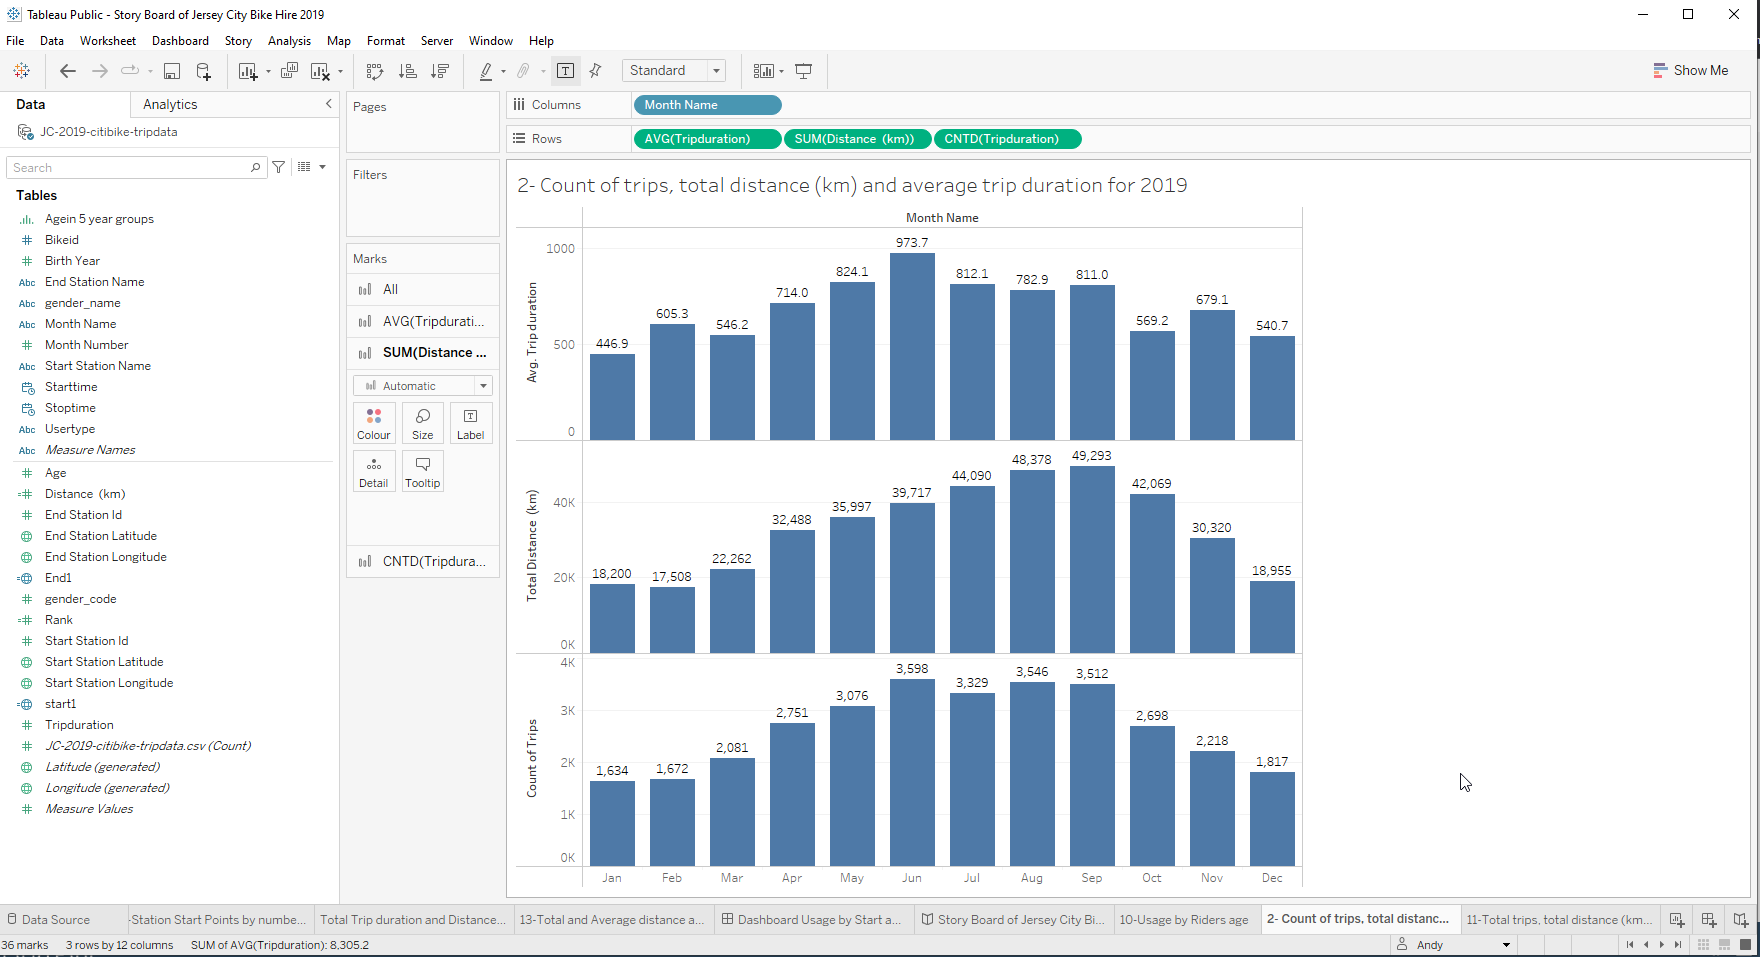 Tableau Public - Story Board of Jersey City Bike Hire 2019
File Data Worksheet Dashboard Story Analysis Map Format Server Window Help
Standard
Show Me
Data Analytics
JC-2019-citibike-tripdata
Search
Tables
Agein 5 year groups
Bikeid
Birth Year
Abc End Station Name
Abc gender_name
Abc Month Name
Month Number
Abc Start Station Name
Starttime
Stoptime
Abc Usertype
Abc Measure Names
Age
Distance (km)
End Station Id
End Station Latitude
End Station Longitude
End1
gender_code
Rank
Start Station Id
Start Station Latitude
Start Station Longitude
start1
Tripduration
JC-2019-citibike-tripdata.csv (Count)
Latitude (generated)
Longitude (generated)
Measure Values
Pages
Filters
Marks
All
AVG(Tripdurati...
SUM(Distance ...
Automatic
Colour Size Label
Detail Tooltip
CNTD(Tripdura...
Columns Month Name
Rows AVG(Tripduration) SUM(Distance (km)) CNTD(Tripduration)
2- Count of trips, total distance (km) and average trip duration for 2019
Month Name
Avg. Trip duration
1000
500
0
446.9 605.3 546.2 714.0 824.1 973.7 812.1 782.9 811.0 569.2 679.1 540.7
Total Distance (km)
40K
20K
0K
18,200 17,508 22,262 32,488 35,997 39,717 44,090 48,378 49,293 42,069 30,320 18,955
Count of Trips
4K
3K
2K
1K
0K
1,634 1,672 2,081 2,751 3,076 3,598 3,329 3,546 3,512 2,698 2,218 1,817
Jan Feb Mar Apr May Jun Jul Aug Sep Oct Nov Dec
Data Source -Station Start Points by numbe... Total Trip duration and Distance... 13-Total and Average distance a... Dashboard Usage by Start a... Story Board of Jersey City Bi... 10-Usage by Riders age 2- Count of trips, total distanc... 11-Total trips, total distance (km...
36 marks 3 rows by 12 columns SUM of AVG(Tripduration): 8,305.2 Andy